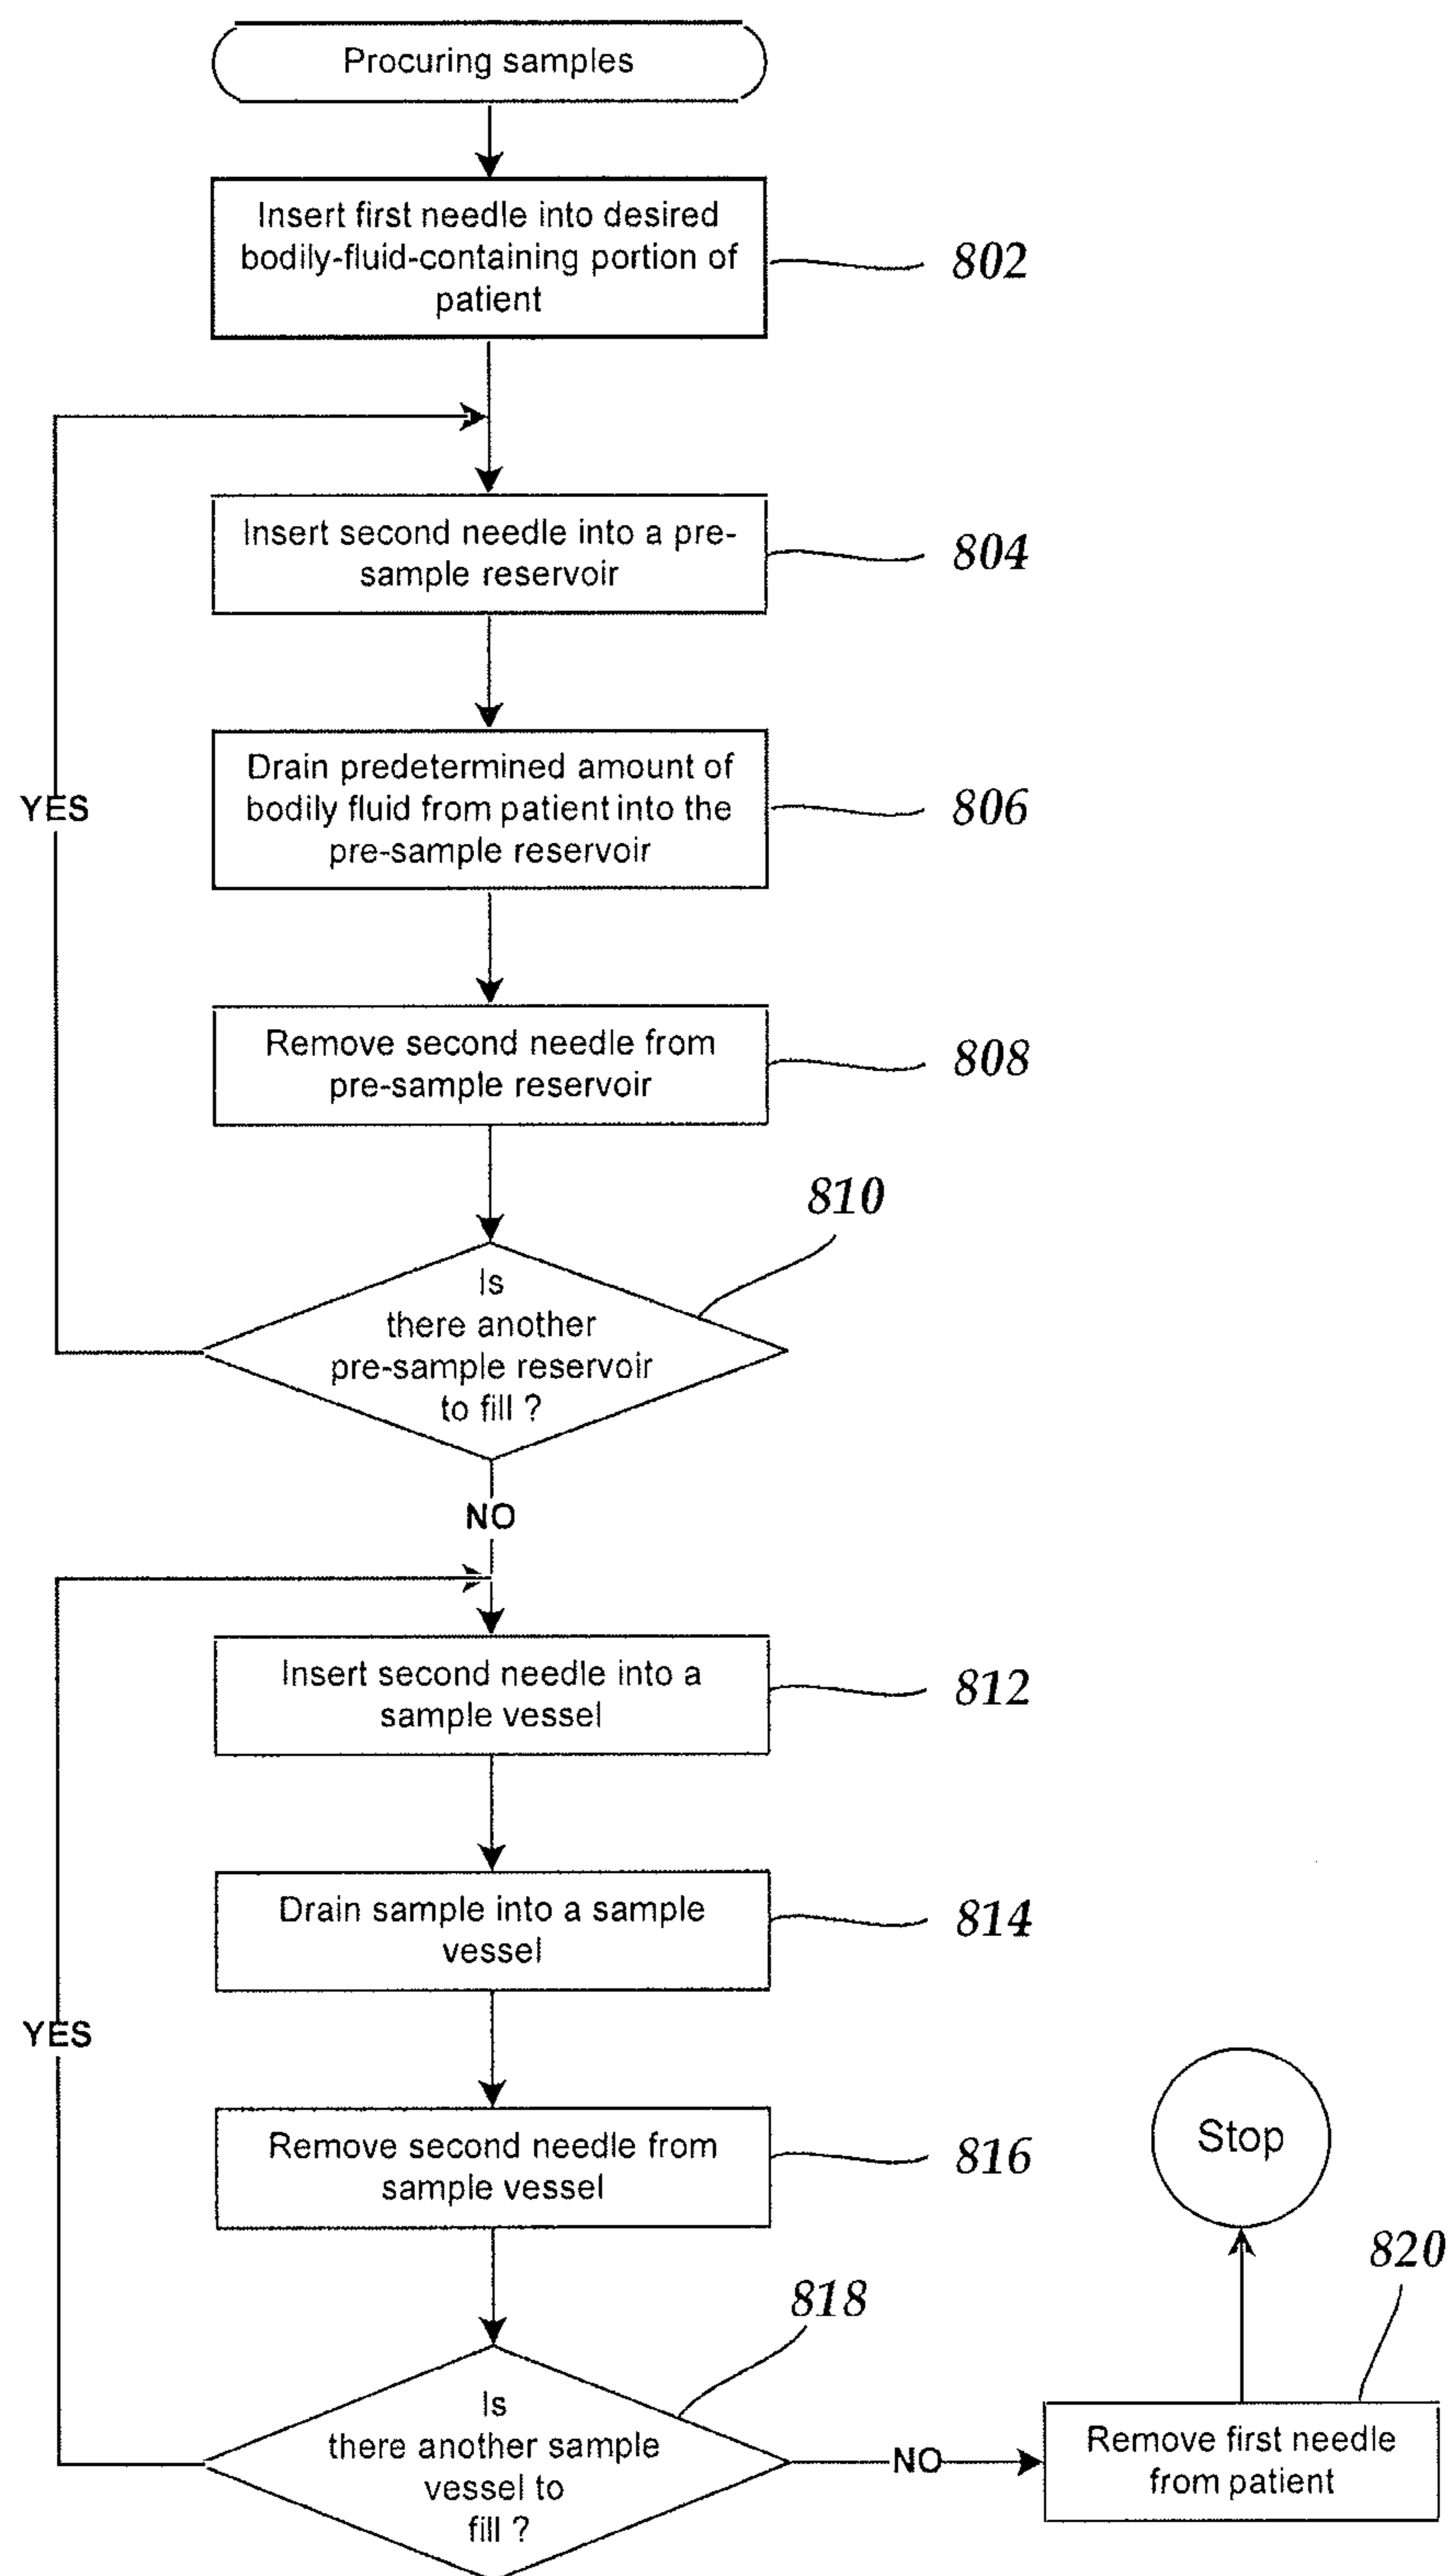 Procuring samples
Insert first needle into desired
bodily-fluid-containing portion of
patient
802
Insert second needle into a pre-
sample reservoir
804
Drain predetermined amount of
bodily fluid from patient into the
pre-sample reservoir
806
YES
Remove second needle from
pre-sample reservoir
808
810
Is
there another
pre-sample reservoir
to fill ?
NO
Insert second needle into a
sample vessel
812
Drain sample into a sample
vessel
814
YES
Remove second needle from
sample vessel
816
Stop
818
820
Is
there another sample
vessel to
fill ?
NO
Remove first needle
from patient